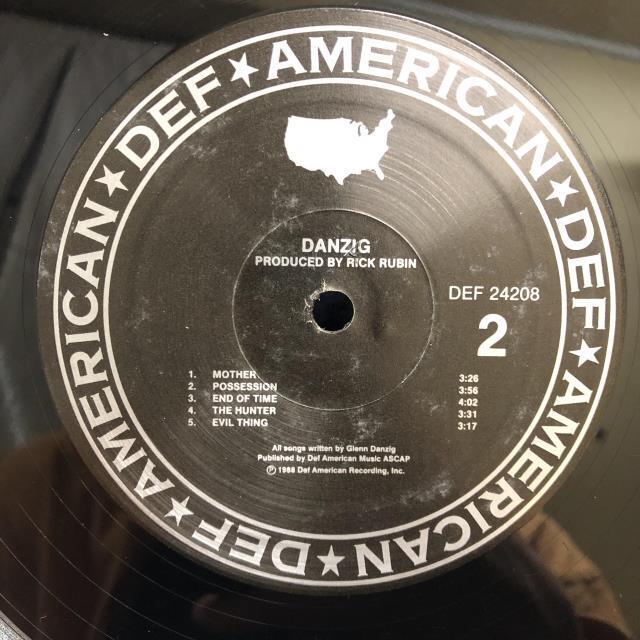 DEF ★ AMERICAN ★ DEF ★ AMERICAN ★ DEF ★ AMERICAN ★ DEF ★ AMERICAN ★
DANZIG
PRODUCED BY RICK RUBIN
DEF 24208
2
1. MOTHER 3:26
2. POSSESSION 3:56
3. END OF TIME 4:02
4. THE HUNTER 3:31
5. EVIL THING 3:17
All songs written by Glenn Danzig
Published by Def American Music ASCAP
℗ 1988 Def American Recording, Inc.